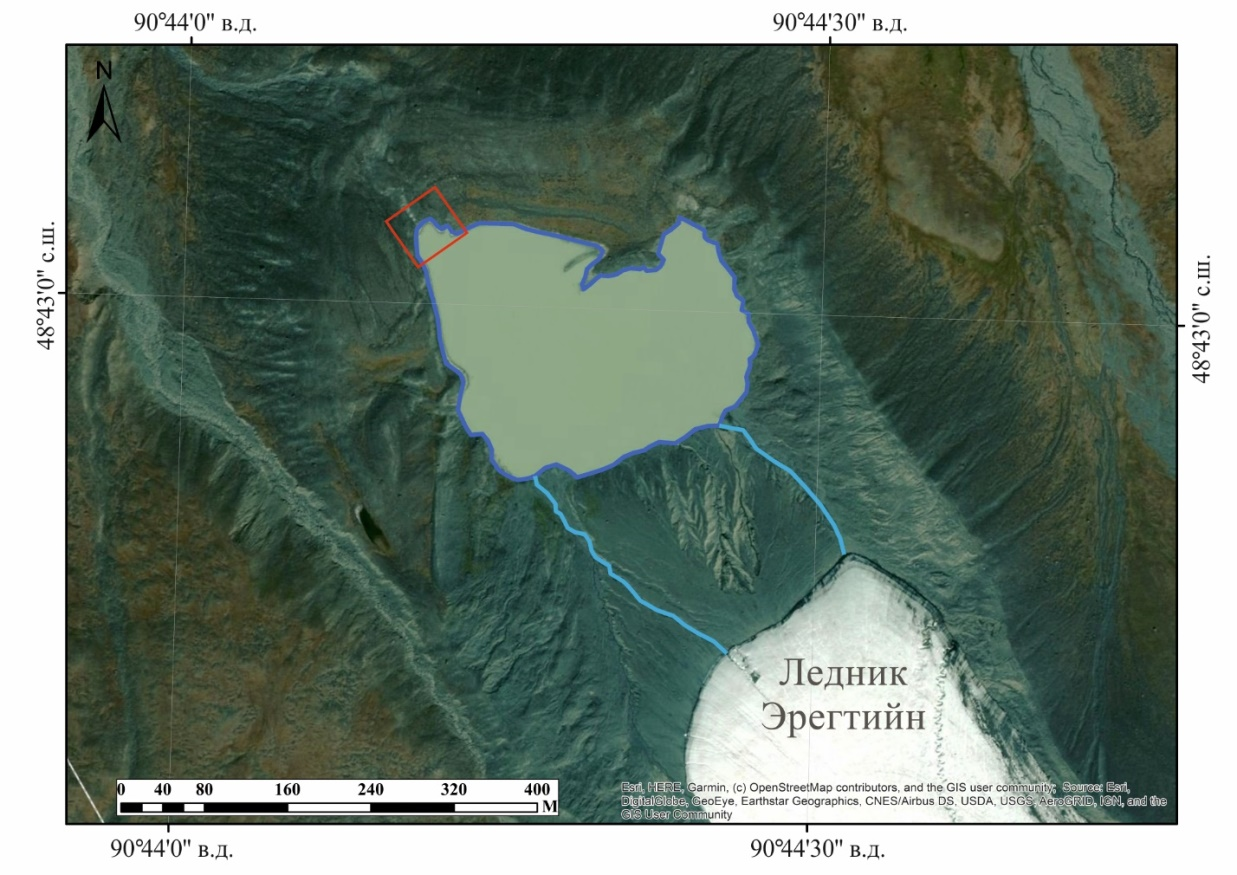 90°44'0" в.д.
90°44'30" в.д.
N
48°43'0" с.ш.
48°43'0" с.ш.
Ледник
Эрегтийн
0 40 80 160 240 320 400
М
Esri, HERE, Garmin, (c) OpenStreetMap contributors, and the GIS user community; Source: Esri,
DigitalGlobe, GeoEye, Earthstar Geographics, CNES/Airbus DS, USDA, USGS, AeroGRID, IGN, and the
GIS User Community
90°44'0" в.д.
90°44'30" в.д.